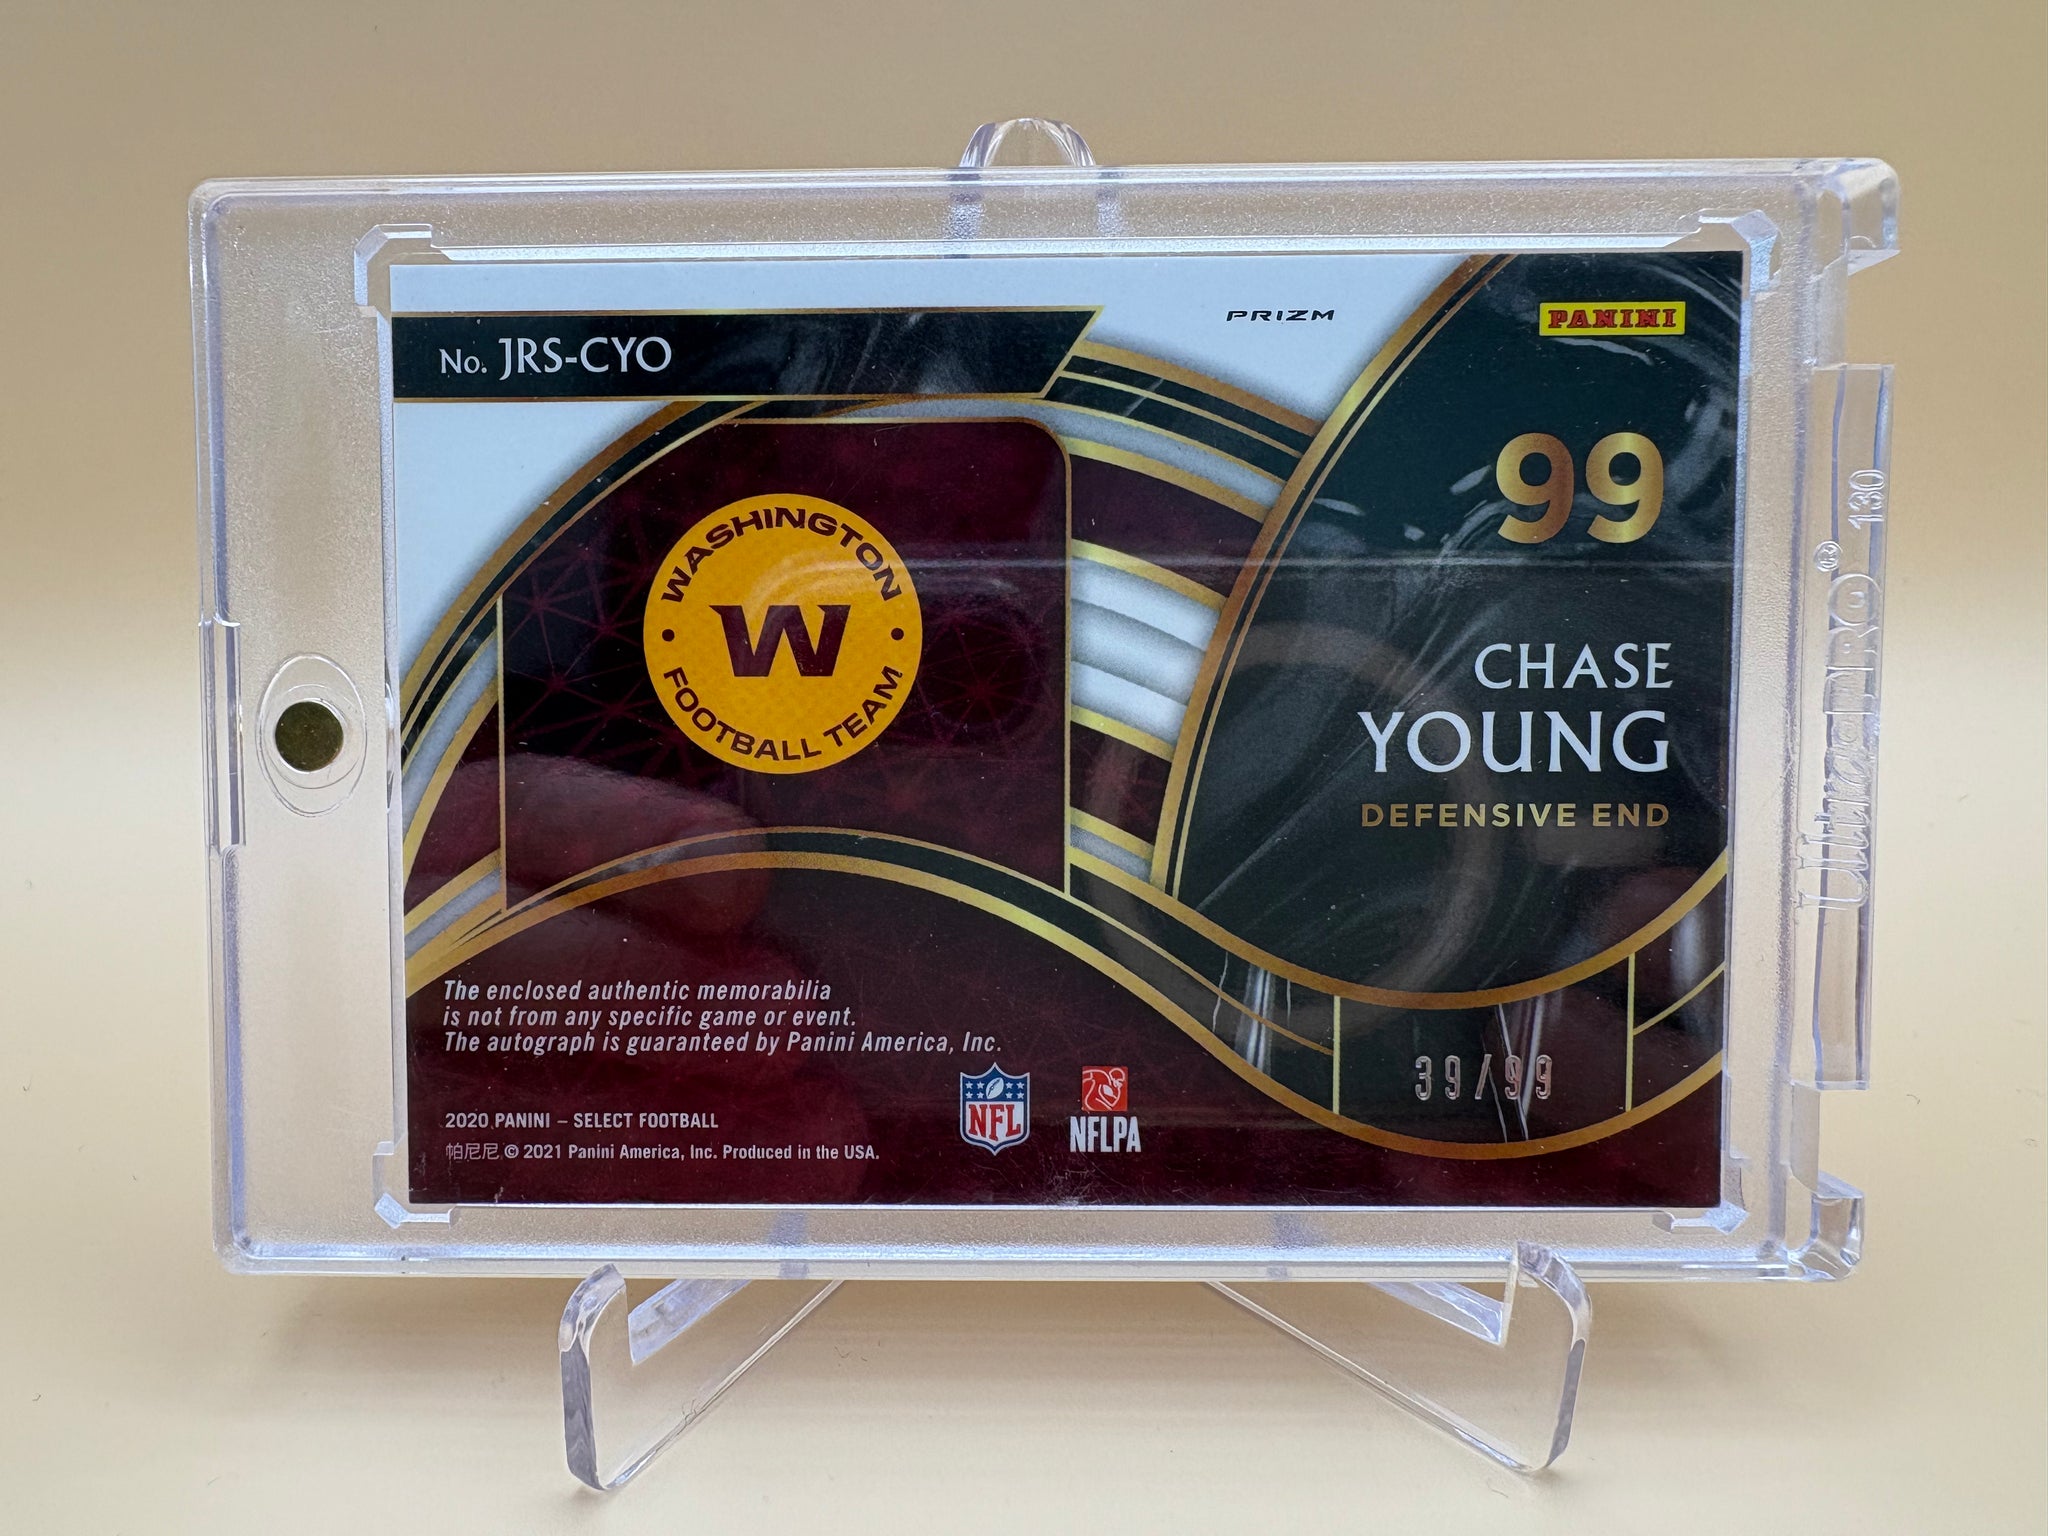 No. JRS-CYO
PRIZM
PANINI
99
WASHINGTON
W
FOOTBALL TEAM
CHASE
YOUNG
DEFENSIVE END
The enclosed authentic memorabilia
is not from any specific game or event.
The autograph is guaranteed by Panini America, Inc.
39/99
NFL
NFLPA
2020 PANINI – SELECT FOOTBALL
帕尼尼 © 2021 Panini America, Inc. Produced in the USA.
Ultra PRO® 130